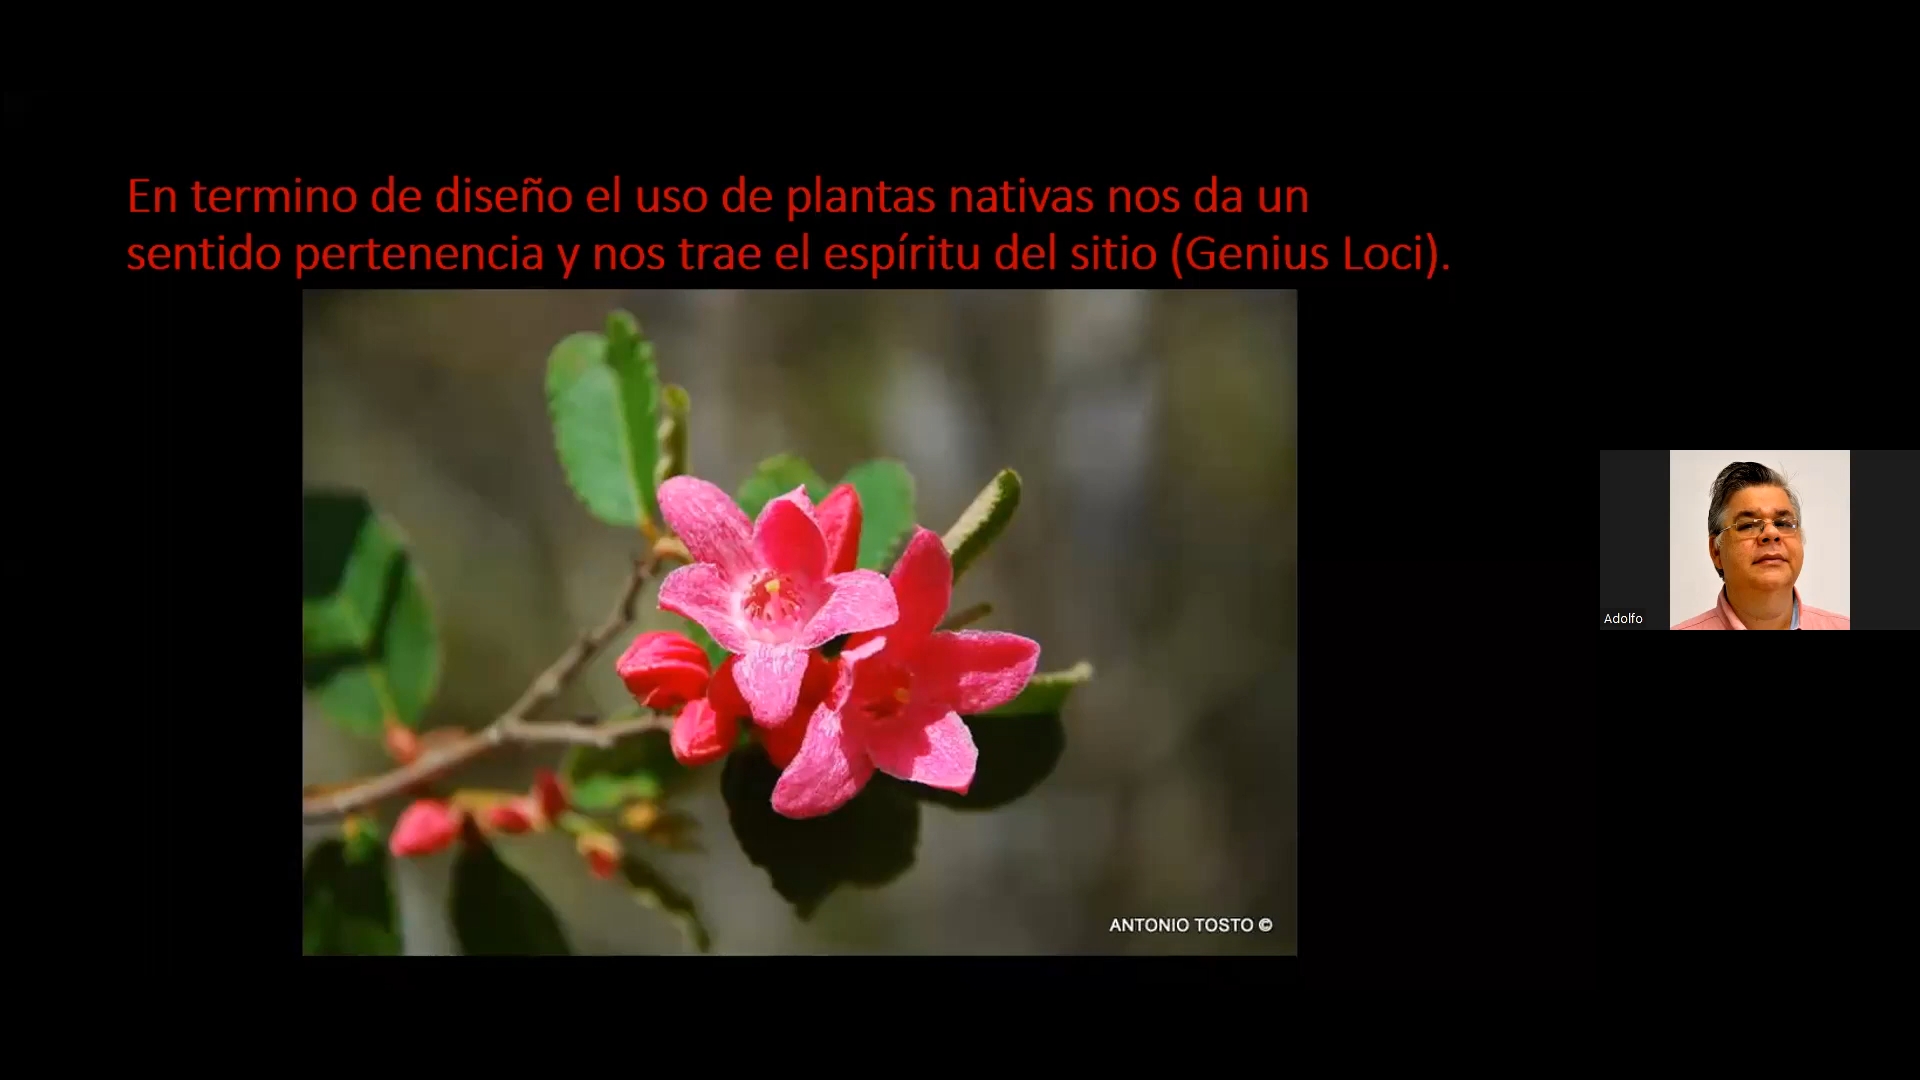 En termino de diseño el uso de plantas nativas nos da un
sentido pertenencia y nos trae el espíritu del sitio (Genius Loci).
Adolfo
ANTONIO TOSTO ©